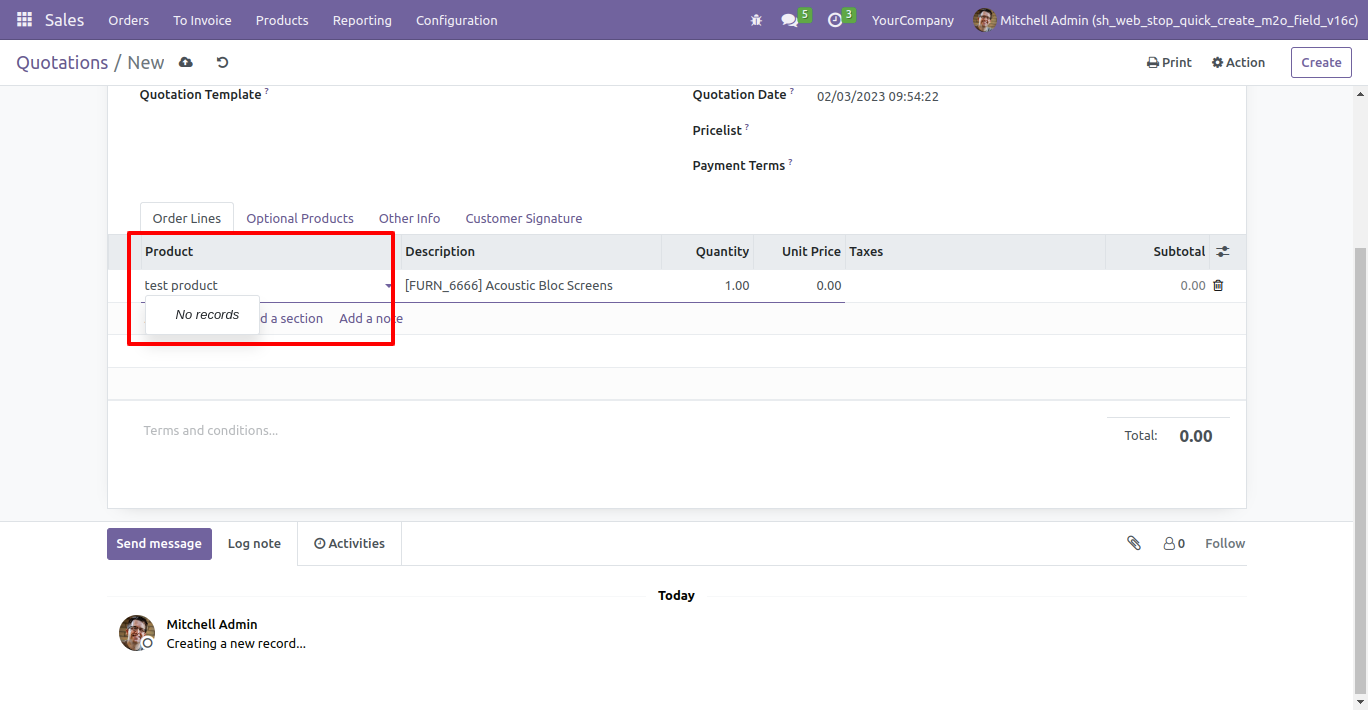 Sales Orders To Invoice Products Reporting Configuration 5 3 YourCompany Mitchell Admin (sh_web_stop_quick_create_m2o_field_v16c)
Quotations / New Print Action Create
Quotation Template ? Quotation Date ? 02/03/2023 09:54:22
Pricelist ?
Payment Terms ?
Order Lines Optional Products Other Info Customer Signature
Product Description Quantity Unit Price Taxes Subtotal
test product [FURN_6666] Acoustic Bloc Screens 1.00 0.00 0.00
No records d a section Add a note
Terms and conditions... Total: 0.00
Send message Log note Activities 0 Follow
Today
Mitchell Admin
Creating a new record...